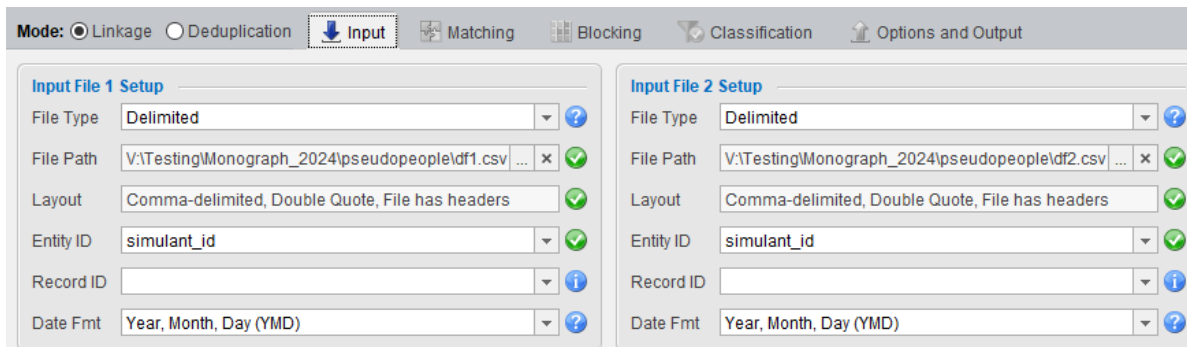 Mode: Linkage Deduplication Input Matching Blocking Classification Options and Output
Input File 1 Setup
File Type Delimited
File Path V:\Testing\Monograph_2024\pseudopeople\df1.csv ...
Layout Comma-delimited, Double Quote, File has headers
Entity ID simulant_id
Record ID
Date Fmt Year, Month, Day (YMD)
Input File 2 Setup
File Type Delimited
File Path V:\Testing\Monograph_2024\pseudopeople\df2.csv ...
Layout Comma-delimited, Double Quote, File has headers
Entity ID simulant_id
Record ID
Date Fmt Year, Month, Day (YMD)